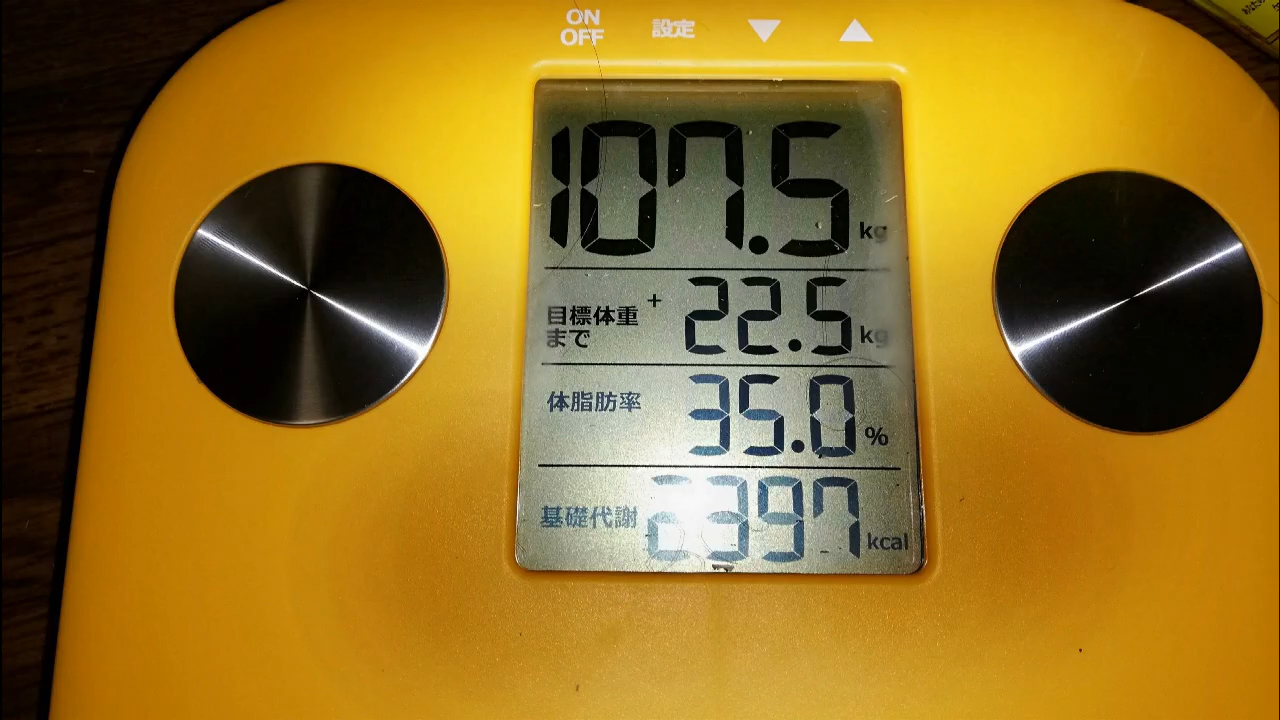 ON
OFF
設定
▼
▲
107.5 kg
目標体重
まで
+ 22.5 kg
体脂肪率 35.0 %
基礎代謝 2397 kcal